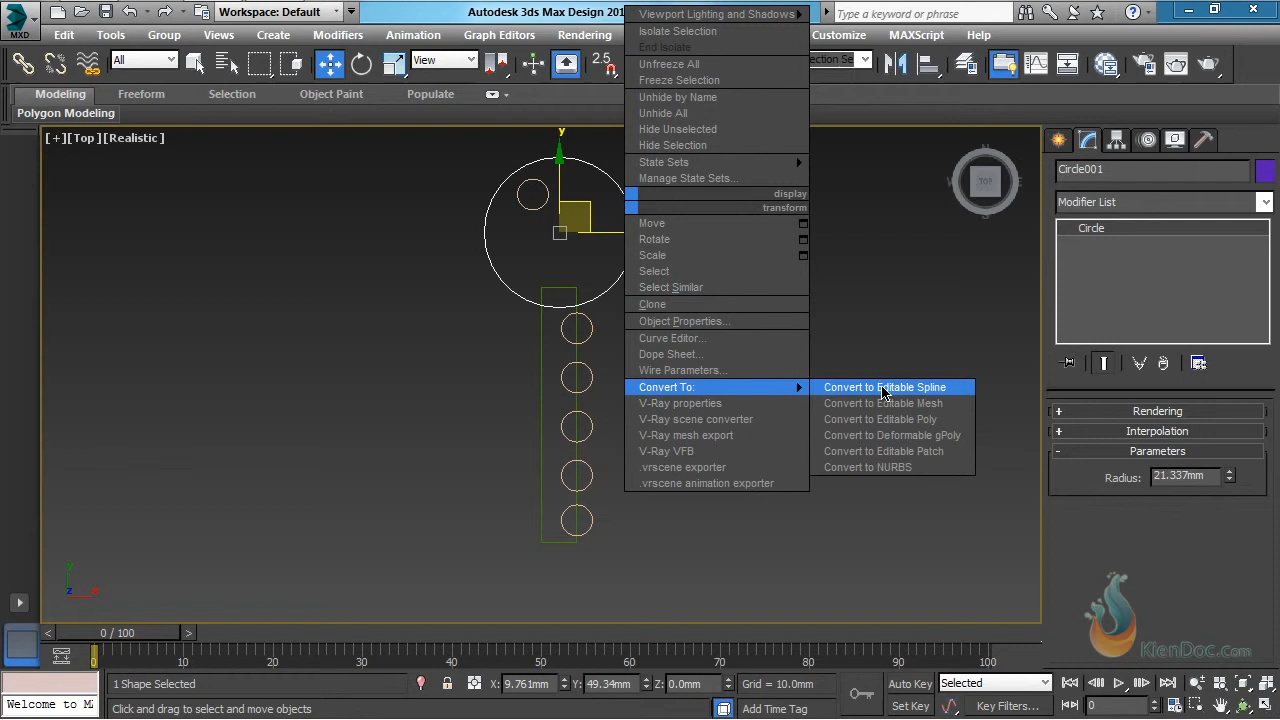 MXD
Workspace: Default
Autodesk 3ds Max Design 201
Type a keyword or phrase
Edit Tools Group Views Create Modifiers Animation Graph Editors Rendering Customize MAXScript Help
All
View
2.5
Modeling Freeform Selection Object Paint Populate
Polygon Modeling
[+][Top][Realistic]
y
TOP
N
Viewport Lighting and Shadows
Isolate Selection
End Isolate
Unfreeze All
Freeze Selection
Unhide by Name
Unhide All
Hide Unselected
Hide Selection
State Sets
Manage State Sets...
display
transform
Move
Rotate
Scale
Select
Select Similar
Clone
Object Properties...
Curve Editor...
Dope Sheet...
Wire Parameters...
Convert To:
V-Ray properties
V-Ray scene converter
V-Ray mesh export
V-Ray VFB
.vrscene exporter
.vrscene animation exporter
Convert to Editable Spline
Convert to Editable Mesh
Convert to Editable Poly
Convert to Deformable gPoly
Convert to Editable Patch
Convert to NURBS
Circle001
Modifier List
Circle
+ Rendering
+ Interpolation
- Parameters
Radius: 21.337mm
y
z x
KienDoc.Com
< 0 / 100 >
0 10 20 30 40 50 60 70 80 90 100
1 Shape Selected
X: 9.761mm Y: 49.34mm Z: 0.0mm Grid = 10.0mm
Auto Key Selected
Welcome to M
Click and drag to select and move objects
Add Time Tag
Set Key Key Filters... 0